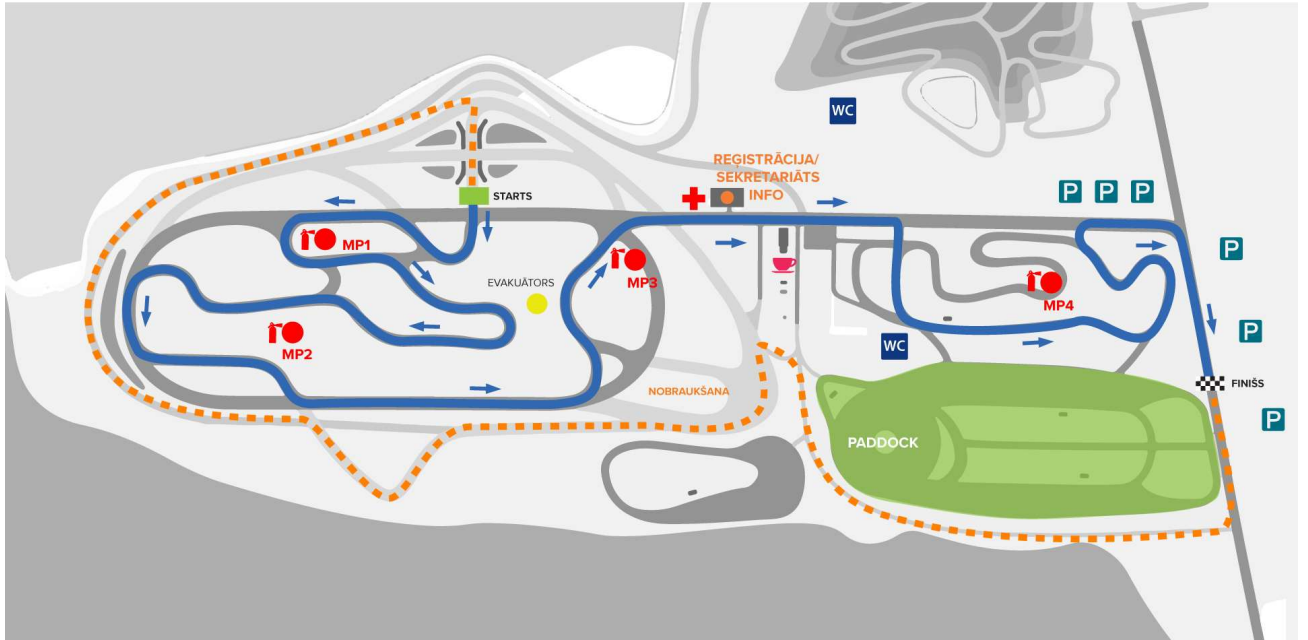 WC
REĢISTRĀCIJA/
SEKRETARIĀTS
INFO
STARTS
P
P
P
MP1
P
MP3
EVAKUĀTORS
MP4
MP2
P
WC
NOBRAUKŠANA
FINIŠS
P
PADDOCK